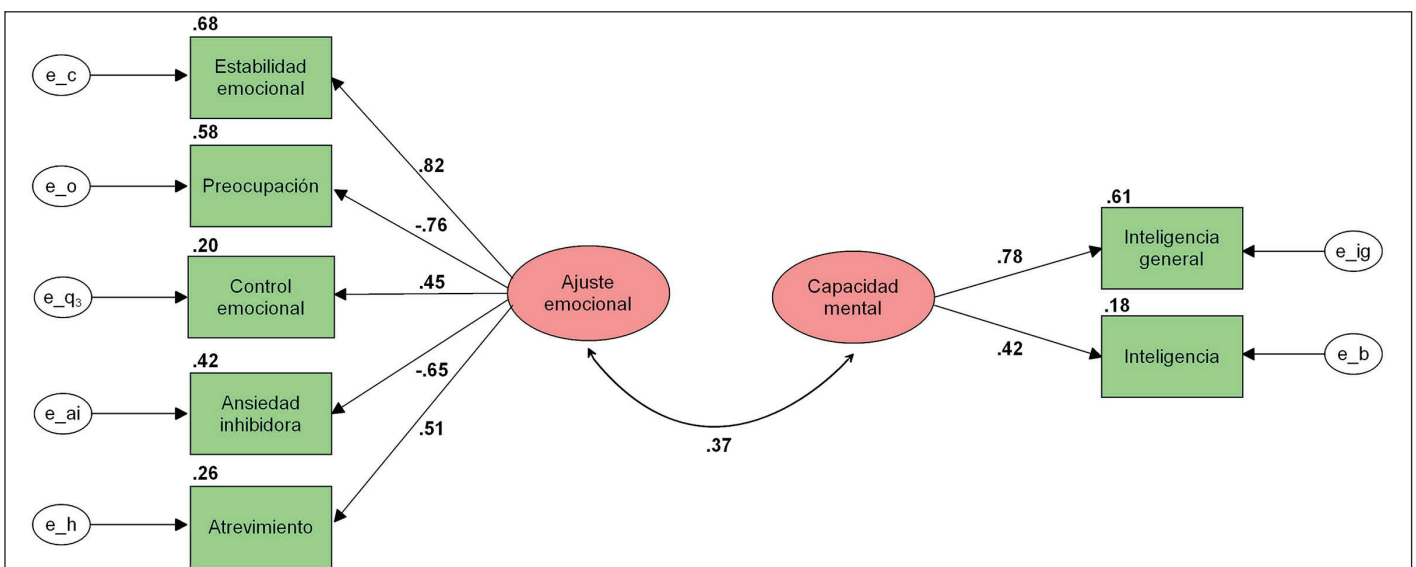 .68
e_c
Estabilidad
emocional
.58
e_o
Preocupación
.20
e_q₃
Control
emocional
.42
e_ai
Ansiedad
inhibidora
.26
e_h
Atrevimiento
.82
-.76
.45
-.65
.51
Ajuste
emocional
.37
Capacidad
mental
.78
.42
.61
Inteligencia
general
e_ig
.18
Inteligencia
e_b